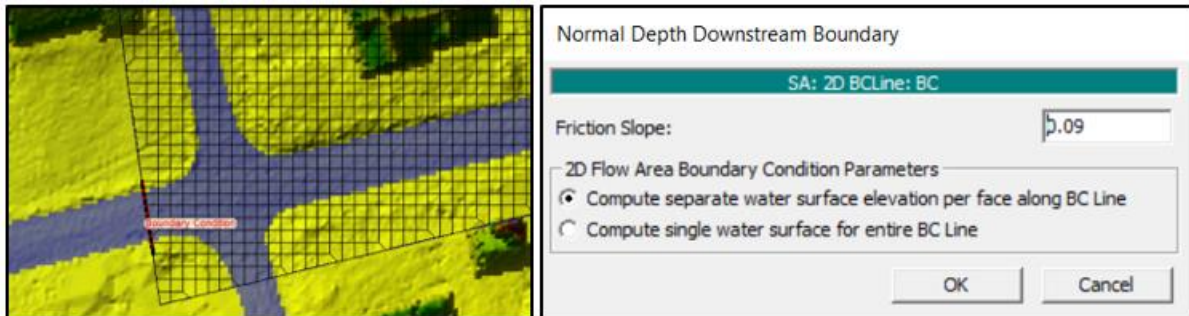 Boundary Condition
Normal Depth Downstream Boundary
SA: 2D BCLine: BC
Friction Slope:
0.09
2D Flow Area Boundary Condition Parameters
Compute separate water surface elevation per face along BC Line
Compute single water surface for entire BC Line
OK
Cancel